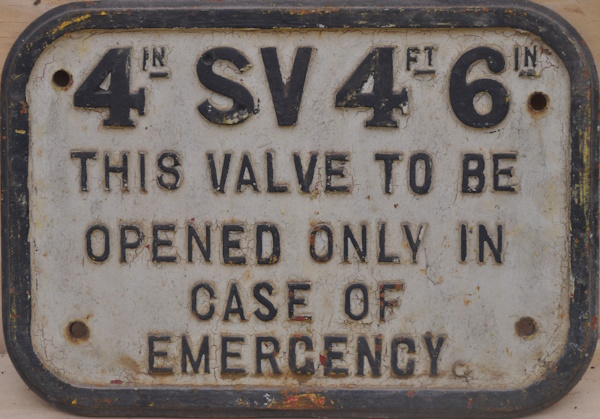 4IN SV 4FT 6IN
THIS VALVE TO BE
OPENED ONLY IN
CASE OF
EMERGENCY